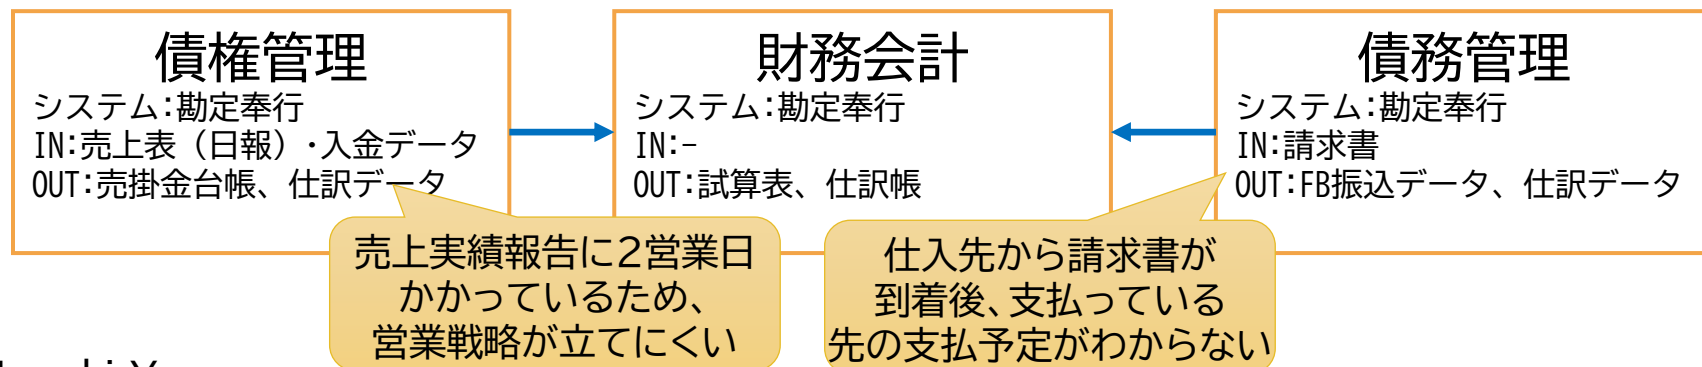 債権管理
システム:勘定奉行
IN:売上表（日報）・入金データ
OUT:売掛金台帳、仕訳データ
財務会計
システム:勘定奉行
IN:-
OUT:試算表、仕訳帳
債務管理
システム:勘定奉行
IN:請求書
OUT:FB振込データ、仕訳データ
売上実績報告に2営業日
かかっているため、
営業戦略が立てにくい
仕入先から請求書が
到着後、支払っている
先の支払予定がわからない